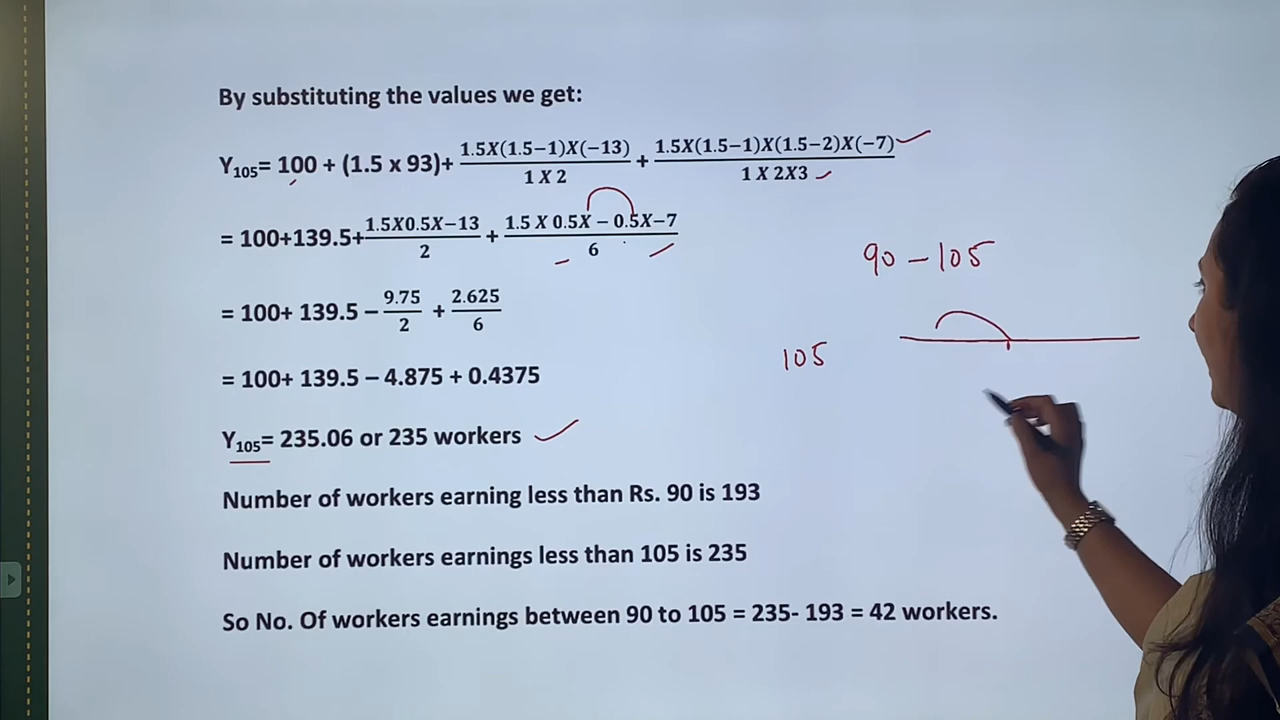 By substituting the values we get:
Y₁₀₅= 100 + (1.5 x 93)+ 1.5X(1.5−1)X(−13)/1 X 2 + 1.5X(1.5−1)X(1.5−2)X(−7)/1 X 2X3
= 100+139.5+ 1.5X0.5X−13/2 + 1.5 X 0.5X − 0.5X−7/6
90 – 105
= 100+ 139.5 − 9.75/2 + 2.625/6
105
= 100+ 139.5 – 4.875 + 0.4375
Y₁₀₅= 235.06 or 235 workers
Number of workers earning less than Rs. 90 is 193
Number of workers earnings less than 105 is 235
So No. Of workers earnings between 90 to 105 = 235- 193 = 42 workers.